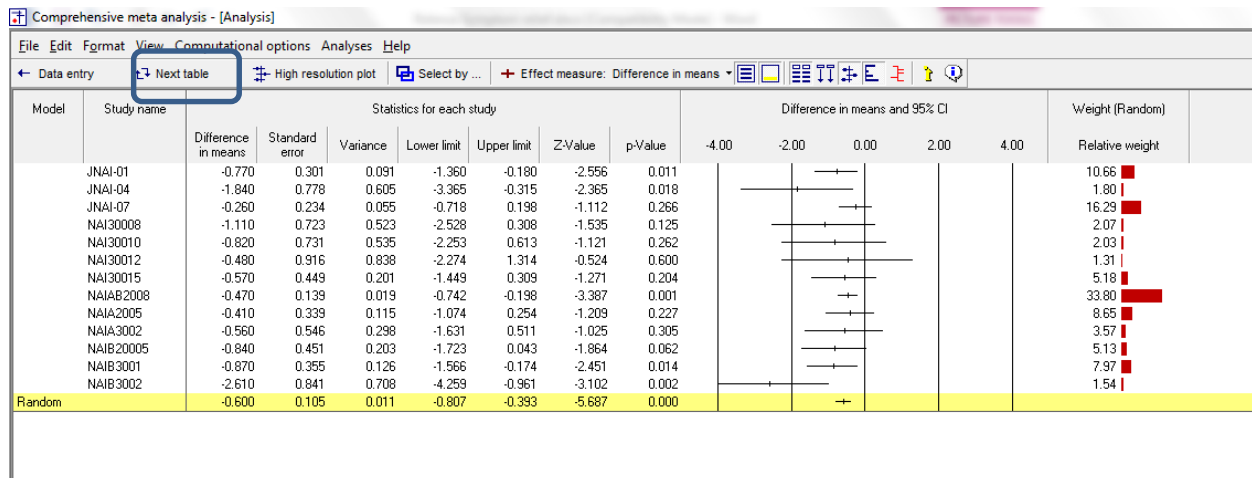 Comprehensive meta analysis - [Analysis]
File Edit Format View Computational options Analyses Help
← Data entry Next table High resolution plot Select by ... + Effect measure: Difference in means
Model Study name Statistics for each study Difference in means and 95% CI Weight (Random)
Difference in means Standard error Variance Lower limit Upper limit Z-Value p-Value -4.00 -2.00 0.00 2.00 4.00 Relative weight
JNAI-01 -0.770 0.301 0.091 -1.360 -0.180 -2.556 0.011 10.66
JNAI-04 -1.840 0.778 0.605 -3.365 -0.315 -2.365 0.018 1.80
JNAI-07 -0.260 0.234 0.055 -0.718 0.198 -1.112 0.266 16.29
NAI30008 -1.110 0.723 0.523 -2.528 0.308 -1.535 0.125 2.07
NAI30010 -0.820 0.731 0.535 -2.253 0.613 -1.121 0.262 2.03
NAI30012 -0.480 0.916 0.838 -2.274 1.314 -0.524 0.600 1.31
NAI30015 -0.570 0.449 0.201 -1.449 0.309 -1.271 0.204 5.18
NAIAB2008 -0.470 0.139 0.019 -0.742 -0.198 -3.387 0.001 33.80
NAIA2005 -0.410 0.339 0.115 -1.074 0.254 -1.209 0.227 8.65
NAIA3002 -0.560 0.546 0.298 -1.631 0.511 -1.025 0.305 3.57
NAIB20005 -0.840 0.451 0.203 -1.723 0.043 -1.864 0.062 5.13
NAIB3001 -0.870 0.355 0.126 -1.566 -0.174 -2.451 0.014 7.97
NAIB3002 -2.610 0.841 0.708 -4.259 -0.961 -3.102 0.002 1.54
Random -0.600 0.105 0.011 -0.807 -0.393 -5.687 0.000